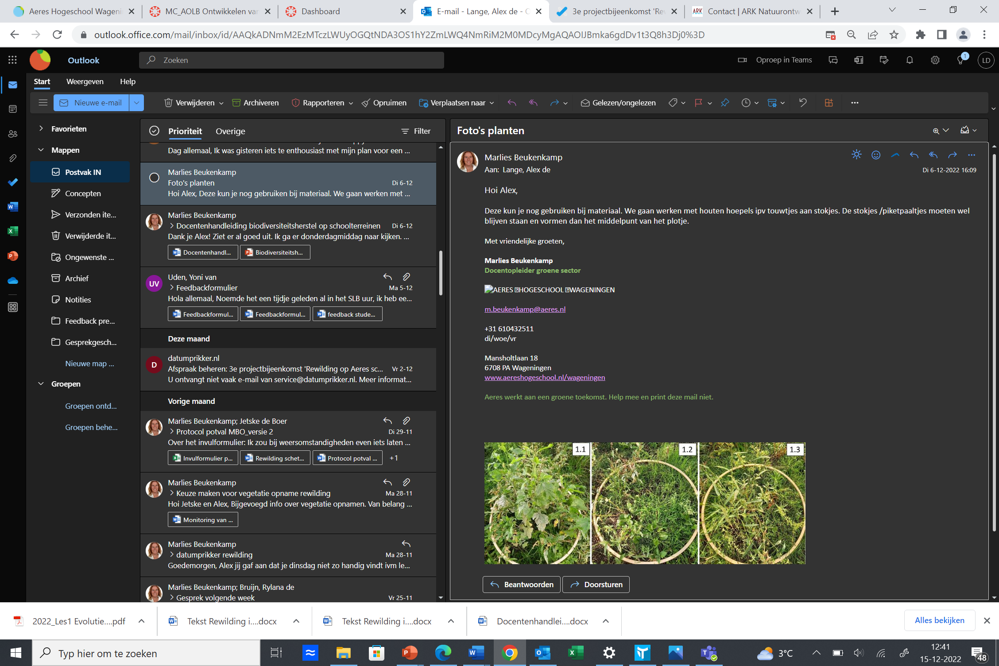 Aeres Hogeschool Wagenin
MC_AOLB Ontwikkelen van
Dashboard
E-mail - Lange, Alex de - O
3e projectbijeenkomst 'Rew
ARK Contact | ARK Natuurontw
outlook.office.com/mail/inbox/id/AAQkADNmM2EzMTczLWUyOGQtNDA3OS1hY2ZmLWQ4NmRiM2M0MDcyMgAQAOIJBmka6gdDv1t3Q8h3Dj0%3D
Outlook
Zoeken
Oproep in Teams
1
LD
Start Weergeven Help
Nieuwe e-mail
Verwijderen
Archiveren
Rapporteren
Opruimen
Verplaatsen naar
Gelezen/ongelezen
Favorieten
Mappen
Postvak IN
Concepten
Verzonden ite...
Verwijderde it...
Ongewenste ...
Archief
Notities
Feedback pre...
Gesprekgesch...
Nieuwe map ...
Groepen
Groepen ontd...
Groepen behe...
Prioriteit Overige
Filter
Dag allemaal, Ik was gisteren iets te enthousiast met mijn plan voor een ...
Marlies Beukenkamp
Foto's planten Di 6-12
Hoi Alex, Deze kun je nog gebruiken bij materiaal. We gaan werken met ...
Marlies Beukenkamp
Docentenhandleiding biodiversiteitsherstel op schoolterreinen Di 6-12
Dank je Alex! Ziet er al goed uit. Ik ga er donderdagmiddag naar kijken. ...
Docentenhandl... Biodiversiteitsh...
UV
Uden, Yoni van
Feedbackformulier Ma 5-12
Hola allemaal, Noemde het een tijdje geleden al in het SLB uur, ik heb ee...
Feedbackformul... Feedbackformul... feedback stude...
Deze maand
D
datumprikker.nl
Afspraak beheren: 3e projectbijeenkomst 'Rewilding op Aeres sc... Vr 2-12
U ontvangt niet vaak e-mail van service@datumprikker.nl. Meer informat...
Vorige maand
Marlies Beukenkamp; Jetske de Boer
Protocol potval MBO_versie 2 Di 29-11
Over het invulformulier: Ik zou bij weersomstandigheden even iets laten ...
Invulformulier p... Rewilding schet... Protocol potval ... +1
Marlies Beukenkamp
Keuze maken voor vegetatie opname rewilding Ma 28-11
Hoi Jetske en Alex, Bijgevoegd info over vegetatie opnamen. Van belang ...
Monitoring van ...
Marlies Beukenkamp
datumprikker rewilding Ma 28-11
Goedemorgen, Alex jij gaf aan dat je dinsdag niet zo handig vindt ivm le...
Marlies Beukenkamp; Bruijn, Rylana de
Gesprek volgende week Vr 25-11
Foto's planten
Marlies Beukenkamp
Aan: Lange, Alex de
Di 6-12-2022 16:09
Hoi Alex,
Deze kun je nog gebruiken bij materiaal. We gaan werken met houten hoepels ipv touwtjes aan stokjes. De stokjes /piketpaaltjes moeten wel
blijven staan en vormen dan het middelpunt van het plotje.
Met vriendelijke groeten,
Marlies Beukenkamp
Docentopleider groene sector
AERES HOGESCHOOL WAGENINGEN
m.beukenkamp@aeres.nl
+31 610432511
di/woe/vr
Mansholtlaan 18
6708 PA Wageningen
www.aereshogeschool.nl/wageningen
Aeres werkt aan een groene toekomst. Help mee en print deze mail niet.
1.1 1.2 1.3
Beantwoorden Doorsturen
2022_Les1 Evolutie....pdf
Tekst Rewilding i....docx
Tekst Rewilding i....docx
Docentenhandlei....docx
Alles bekijken
Typ hier om te zoeken
3°C
12:41
15-12-2022
48